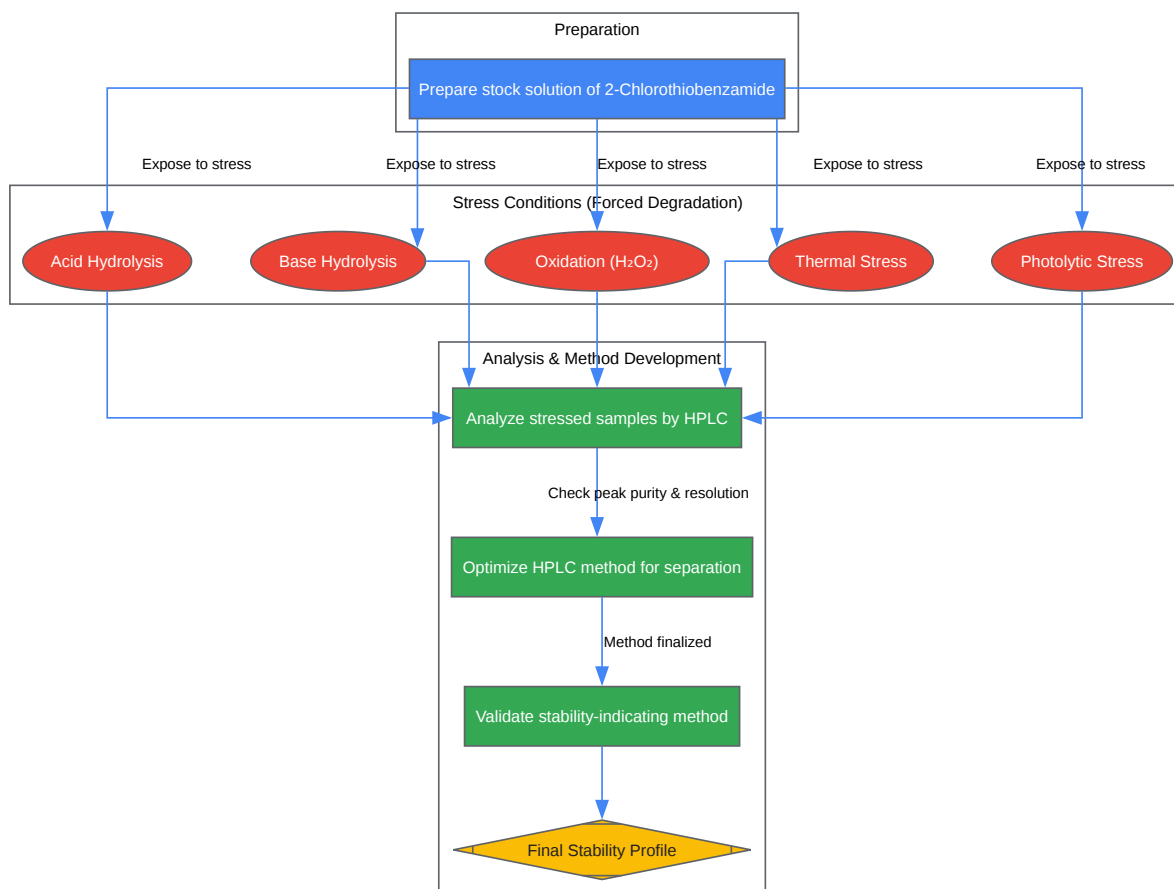 Preparation
Prepare stock solution of 2-Chlorothiobenzamide
Expose to stress
Expose to stress
Expose to stress
Expose to stress
Expose to stress
Stress Conditions (Forced Degradation)
Acid Hydrolysis
Base Hydrolysis
Oxidation (H₂O₂)
Thermal Stress
Photolytic Stress
Analysis & Method Development
Analyze stressed samples by HPLC
Check peak purity & resolution
Optimize HPLC method for separation
Method finalized
Validate stability-indicating method
Final Stability Profile